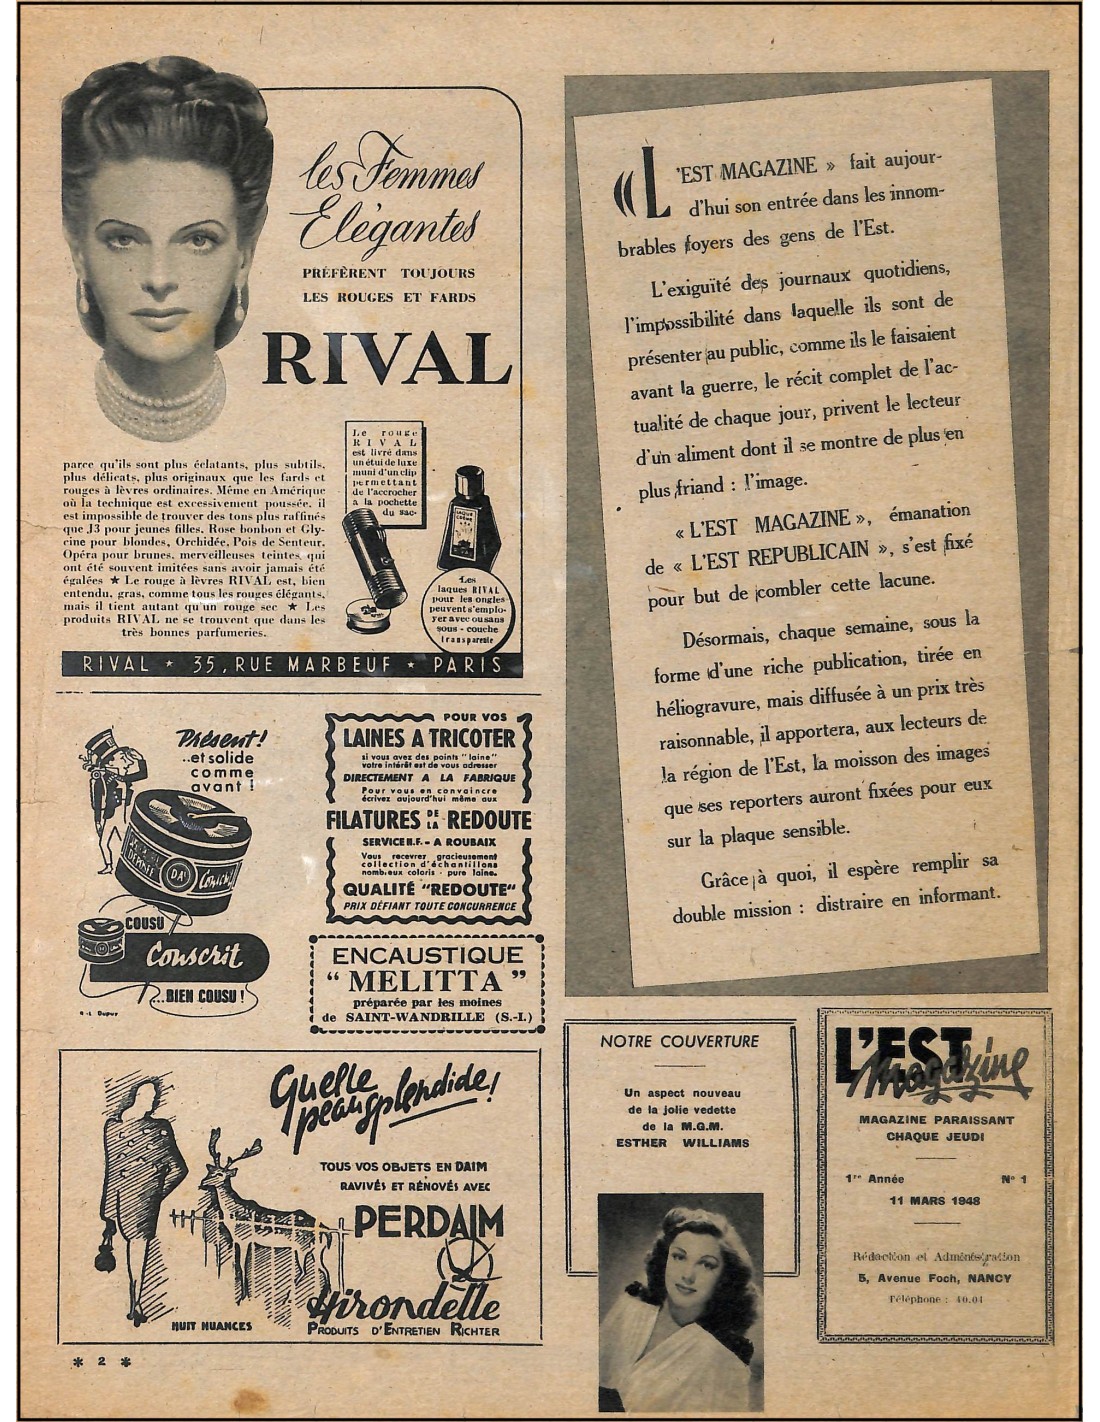 les Femmes
Elégantes
PRÉFÈRENT TOUJOURS
LES ROUGES ET FARDS
RIVAL
Le rouge
RIVAL
est livré dans
un étui de luxe
muni d'un clip
permettant
de l'accrocher
a la pochette
du sac.
parce qu'ils sont plus éclatants, plus subtils,
plus délicats, plus originaux que les fards et
rouges à lèvres ordinaires. Même en Amérique
où la technique est excessivement poussée, il
est impossible de trouver des tons plus raffinés
que J3 pour jeunes filles, Rose bonbon et Gly-
cine pour blondes, Orchidée, Pois de Senteur,
Opéra pour brunes, merveilleuses teintes qui
ont été souvent imitées sans avoir jamais été
égalées ★ Le rouge à lèvres RIVAL est, bien
entendu, gras, comme tous les rouges élégants,
mais il tient autant qu'un rouge sec ★ Les
produits RIVAL ne se trouvent que dans les
très bonnes parfumeries.
Les
laques RIVAL
pour les ongles
peuvent s'emplo-
yer avec ou sans
sous-couche
transparente
RIVAL ★ 35, RUE MARBEUF ★ PARIS
Présent!
..et solide
comme
avant!
D.A.
Conscrit
COUSU
Conscrit
...BIEN COUSU!
R.-L. Dupuy
POUR VOS
LAINES A TRICOTER
si vous avez des points "laine"
votre intérêt est de vous adresser
DIRECTEMENT A LA FABRIQUE
Pour vous en convaincre
écrivez aujourd'hui même aux
FILATURES DE LA REDOUTE
SERVICE H.F. - A ROUBAIX
Vous recevrez gracieusement
collection d'échantillons
nombreux coloris - pure laine.
QUALITÉ "REDOUTE"
PRIX DÉFIANT TOUTE CONCURRENCE
ENCAUSTIQUE
"MELITTA"
préparée par les moines
de SAINT-WANDRILLE (S.-I.)
Quelle
peau splendide!
TOUS VOS OBJETS EN DAIM
RAVIVÉS ET RÉNOVÉS AVEC
PERDAIM
Hirondelle
HUIT NUANCES
PRODUITS D'ENTRETIEN RICHTER
* 2 *
« L'EST MAGAZINE » fait aujour-
d'hui son entrée dans les innom-
brables foyers des gens de l'Est.
L'exiguité des journaux quotidiens,
l'impossibilité dans laquelle ils sont de
présenter au public, comme ils le faisaient
avant la guerre, le récit complet de l'ac-
tualité de chaque jour, privent le lecteur
d'un aliment dont il se montre de plus en
plus friand : l'image.
« L'EST MAGAZINE », émanation
de « L'EST REPUBLICAIN », s'est fixé
pour but de combler cette lacune.
Désormais, chaque semaine, sous la
forme d'une riche publication, tirée en
héliogravure, mais diffusée à un prix très
raisonnable, il apportera, aux lecteurs de
la région de l'Est, la moisson des images
que ses reporters auront fixées pour eux
sur la plaque sensible.
Grâce à quoi, il espère remplir sa
double mission : distraire en informant.
NOTRE COUVERTURE
Un aspect nouveau
de la jolie vedette
de la M.G.M.
ESTHER WILLIAMS
L'EST
Magazine
MAGAZINE PARAISSANT
CHAQUE JEUDI
1re Année N° 1
11 MARS 1948
Rédaction et Administration
5, Avenue Foch, NANCY
Téléphone : 40.04